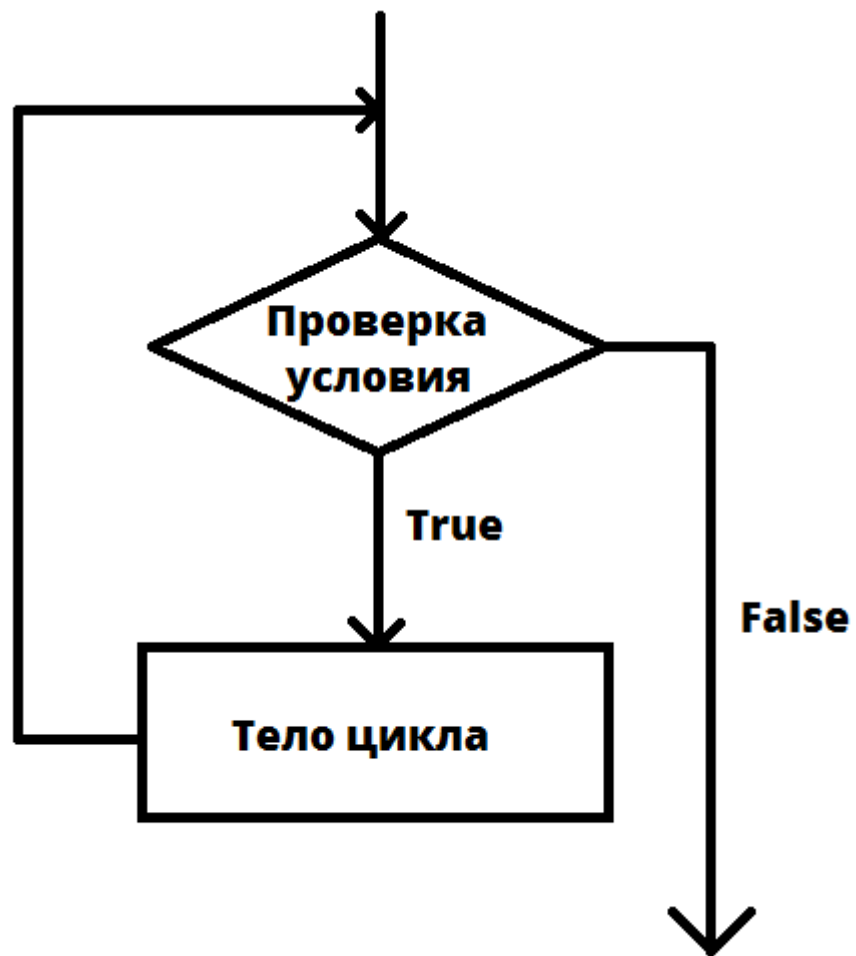 Проверка
условия
True
False
Тело цикла